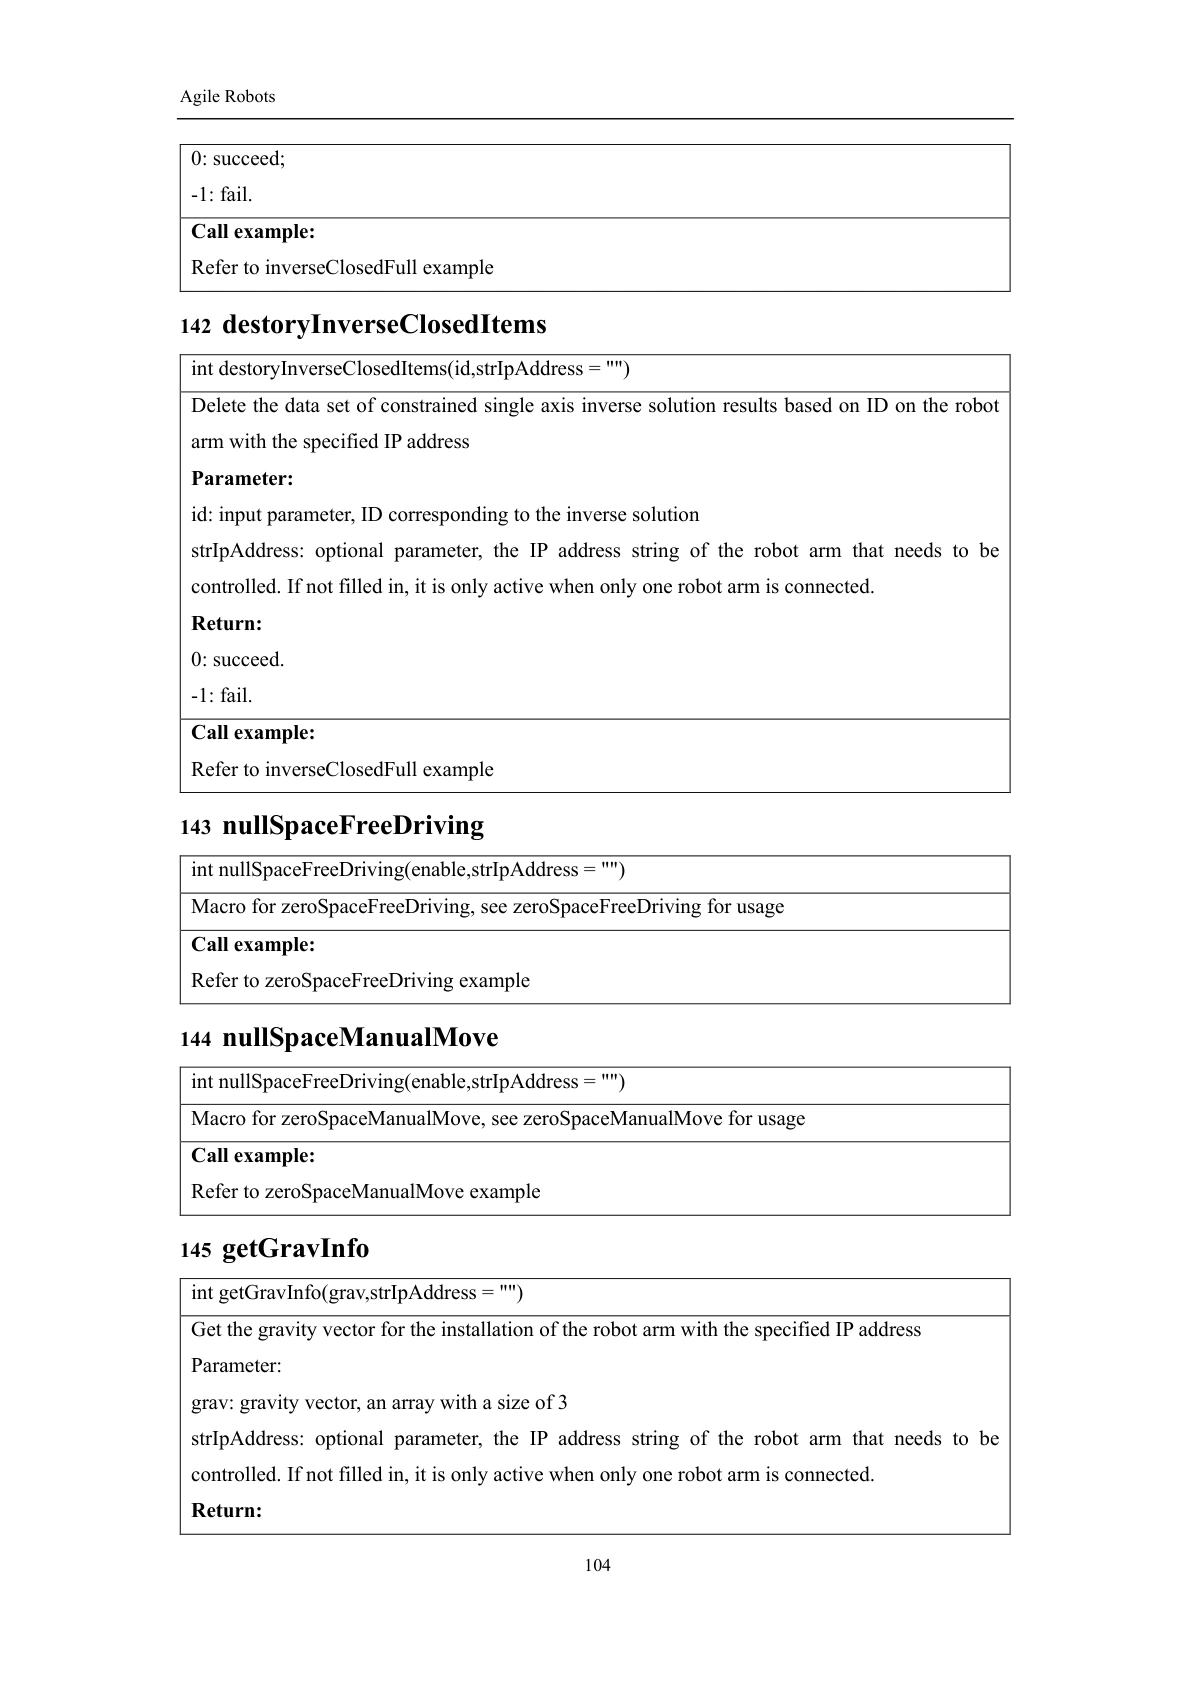 Agile Robots
0: succeed;
-1: fail.
Call example:
Refer to inverseClosedFull example
142 destoryInverseClosedItems
int destoryInverseClosedItems(id,strIpAddress = "")
Delete the data set of constrained single axis inverse solution results based on ID on the robot
arm with the specified IP address
Parameter:
id: input parameter, ID corresponding to the inverse solution
strIpAddress: optional parameter, the IP address string of the robot arm that needs to be
controlled. If not filled in, it is only active when only one robot arm is connected.
Return:
0: succeed.
-1: fail.
Call example:
Refer to inverseClosedFull example
143 nullSpaceFreeDriving
int nullSpaceFreeDriving(enable,strIpAddress = "")
Macro for zeroSpaceFreeDriving, see zeroSpaceFreeDriving for usage
Call example:
Refer to zeroSpaceFreeDriving example
144 nullSpaceManualMove
int nullSpaceFreeDriving(enable,strIpAddress = "")
Macro for zeroSpaceManualMove, see zeroSpaceManualMove for usage
Call example:
Refer to zeroSpaceManualMove example
145 getGravInfo
int getGravInfo(grav,strIpAddress = "")
Get the gravity vector for the installation of the robot arm with the specified IP address
Parameter:
grav: gravity vector, an array with a size of 3
strIpAddress: optional parameter, the IP address string of the robot arm that needs to be
controlled. If not filled in, it is only active when only one robot arm is connected.
Return:
104